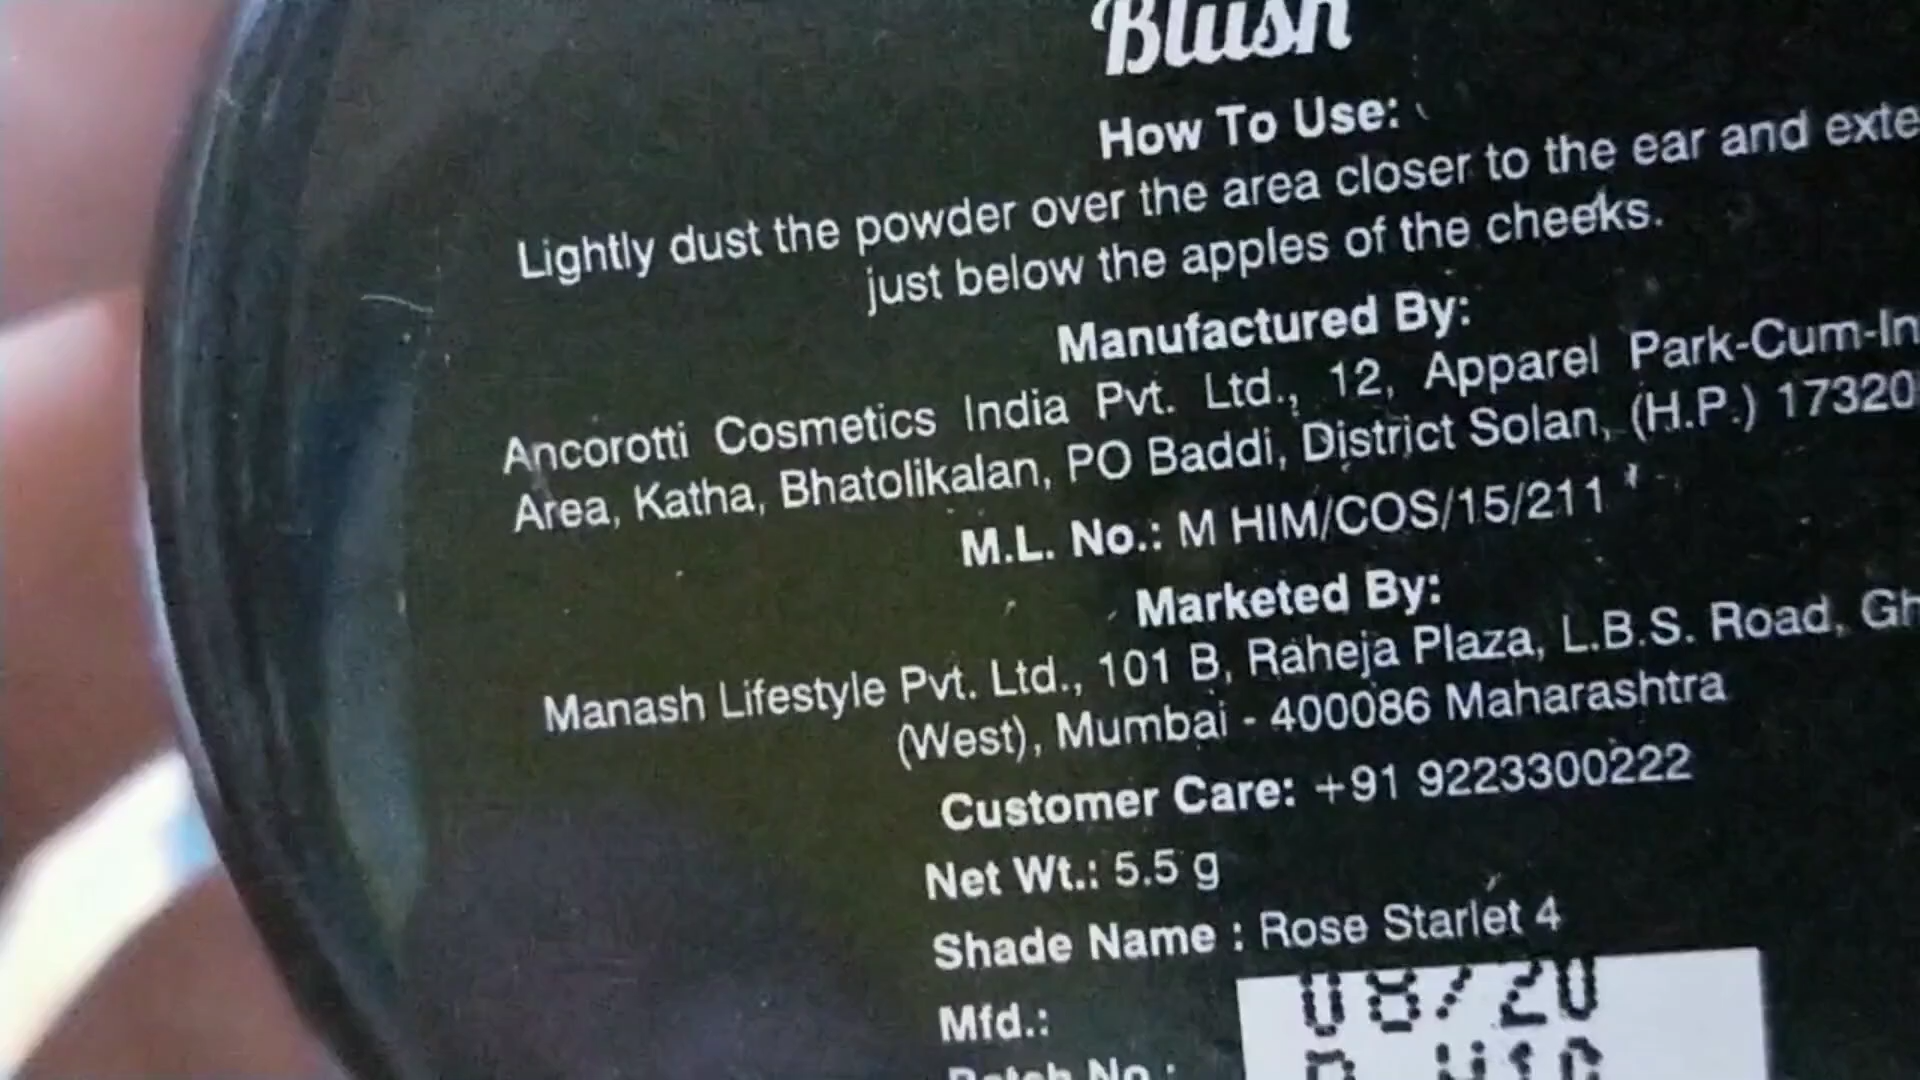 Blush
How To Use:
Lightly dust the powder over the area closer to the ear and exte
just below the apples of the cheeks.
Manufactured By:
Ancorotti Cosmetics India Pvt. Ltd., 12, Apparel Park-Cum-In
Area, Katha, Bhatolikalan, PO Baddi, District Solan, (H.P.) 17320
M.L. No.: M HIM/COS/15/211
Marketed By:
Manash Lifestyle Pvt. Ltd., 101 B, Raheja Plaza, L.B.S. Road, Gh
(West), Mumbai - 400086 Maharashtra
Customer Care: +91 9223300222
Net Wt.: 5.5 g
Shade Name : Rose Starlet 4
Mfd.: 08/20
Batch No.: